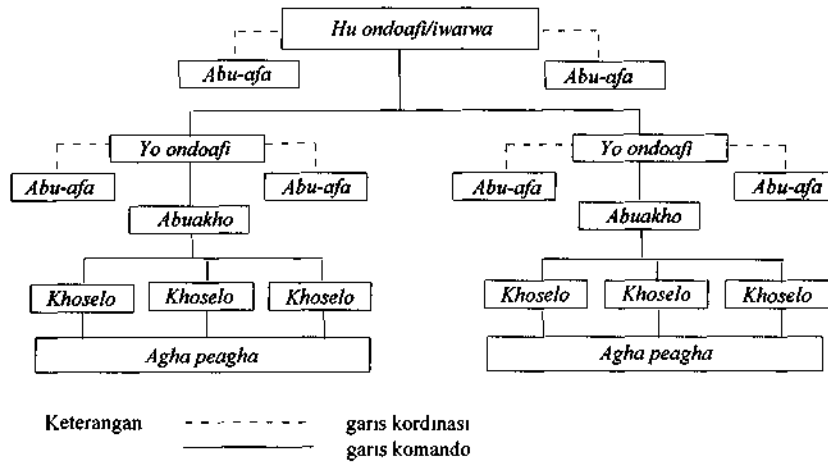 Hu ondoafi/iwarwa
Abu-afa Abu-afa
Yo ondoafi Yo ondoafi
Abu-afa Abu-afa Abu-afa Abu-afa
Abuakho Abuakho
Khoselo Khoselo Khoselo Khoselo Khoselo Khoselo
Agha peagha Agha peagha
Keterangan garis kordinasi
garis komando